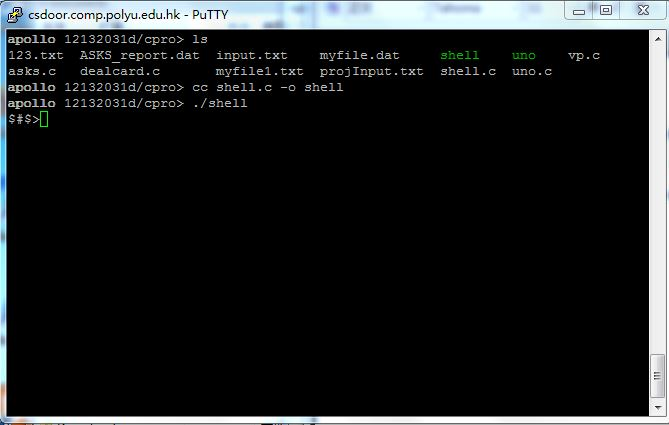 csdoor.comp.polyu.edu.hk - PuTTY
apollo 12132031d/cpro> ls
123.txt ASKS_report.dat input.txt myfile.dat shell uno vp.c
asks.c dealcard.c myfile1.txt projInput.txt shell.c uno.c
apollo 12132031d/cpro> cc shell.c -o shell
apollo 12132031d/cpro> ./shell
$#$>